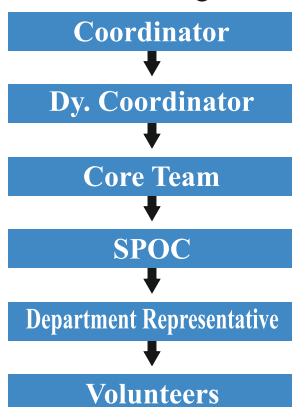 Coordinator
Dy. Coordinator
Core Team
SPOC
Department Representative
Volunteers